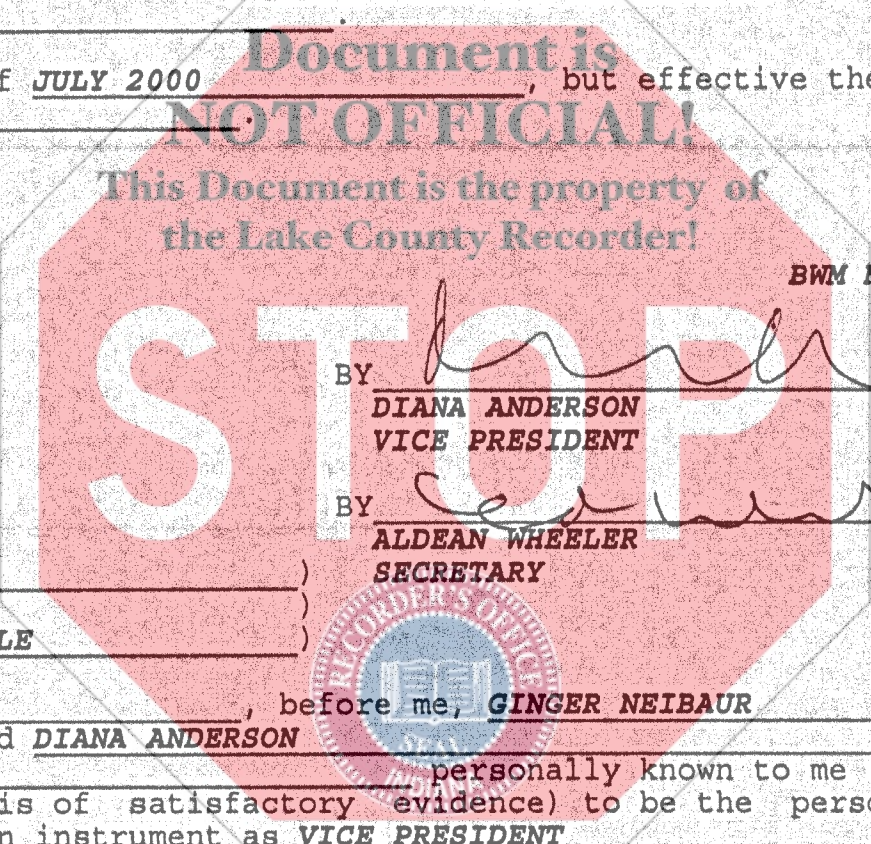 Document is
f JULY 2000 , but effective the
NOT OFFICIAL!
This Document is the property of
the Lake County Recorder!
BWM
STOP
BY
DIANA ANDERSON
VICE PRESIDENT
BY
ALDEAN WHEELER
SECRETARY
)
)
LE )
RECORDER'S OFFICE
SEAL
INDIANA
, before me, GINGER NEIBAUR
d DIANA ANDERSON
personally known to me
is of satisfactory evidence) to be the perso
n instrument as VICE PRESIDENT